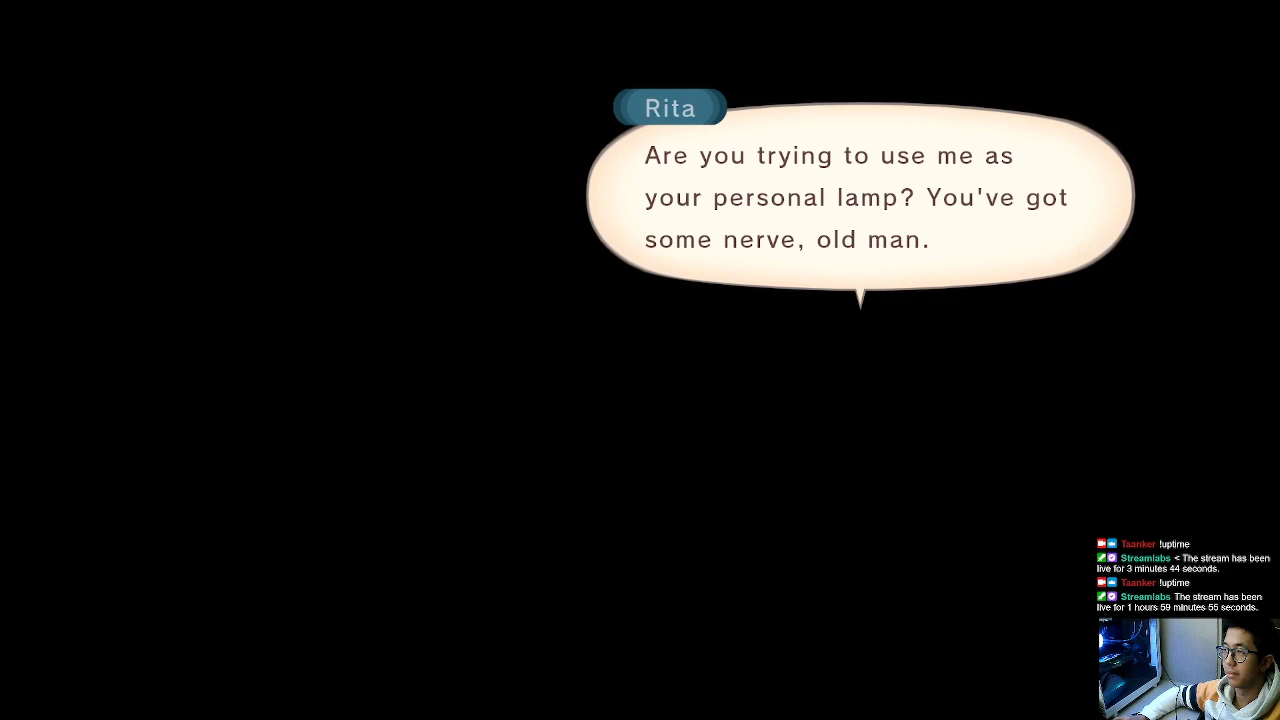 Rita
Are you trying to use me as
your personal lamp? You've got
some nerve, old man.
Taanker !uptime
Streamlabs < The stream has been
live for 3 minutes 44 seconds.
Taanker !uptime
Streamlabs The stream has been
live for 1 hours 59 minutes 55 seconds.